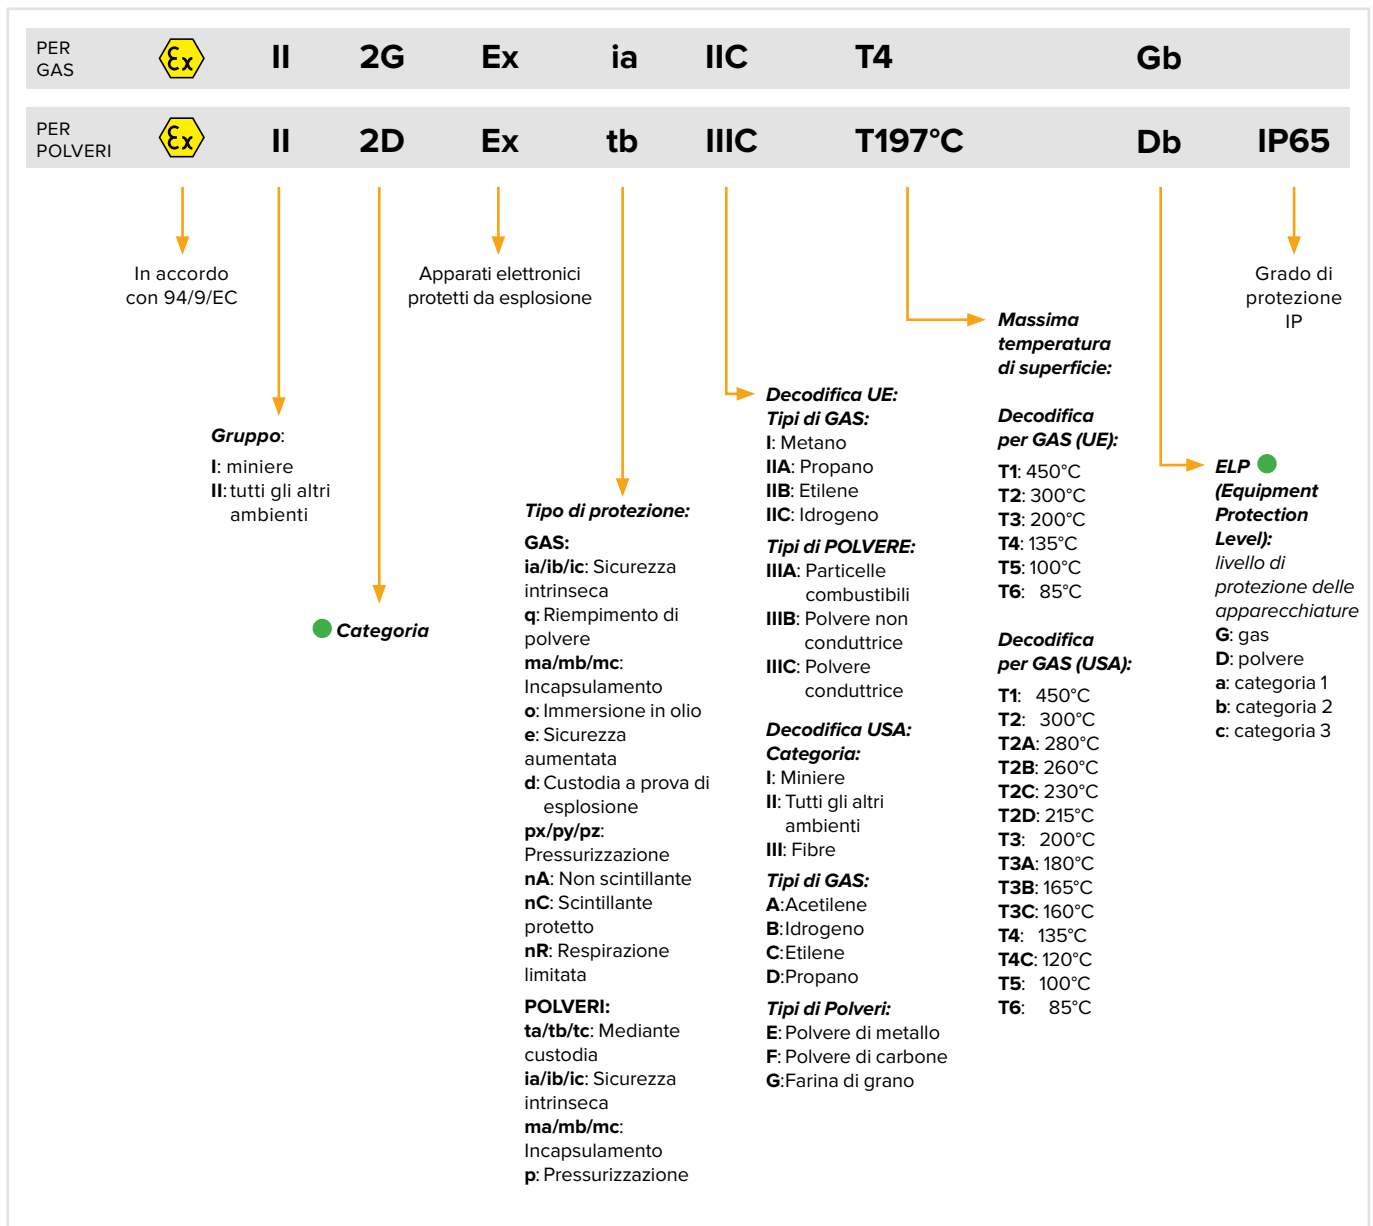 PER
GAS
Ex II 2G Ex ia IIC T4 Gb
PER
POLVERI
Ex II 2D Ex tb IIIC T197°C Db IP65
In accordo
con 94/9/EC
Apparati elettronici
protetti da esplosione
Grado di
protezione
IP
Gruppo:
I: miniere
II: tutti gli altri
ambienti
Categoria
Tipo di protezione:
GAS:
ia/ib/ic: Sicurezza
intrinseca
q: Riempimento di
polvere
ma/mb/mc:
Incapsulamento
o: Immersione in olio
e: Sicurezza
aumentata
d: Custodia a prova di
esplosione
px/py/pz:
Pressurizzazione
nA: Non scintillante
nC: Scintillante
protetto
nR: Respirazione
limitata
POLVERI:
ta/tb/tc: Mediante
custodia
ia/ib/ic: Sicurezza
intrinseca
ma/mb/mc:
Incapsulamento
p: Pressurizzazione
Decodifica UE:
Tipi di GAS:
I: Metano
IIA: Propano
IIB: Etilene
IIC: Idrogeno
Tipi di POLVERE:
IIIA: Particelle
combustibili
IIIB: Polvere non
conduttrice
IIIC: Polvere
conduttrice
Decodifica USA:
Categoria:
I: Miniere
II: Tutti gli altri
ambienti
III: Fibre
Tipi di GAS:
A:Acetilene
B:Idrogeno
C:Etilene
D:Propano
Tipi di Polveri:
E: Polvere di metallo
F: Polvere di carbone
G:Farina di grano
Massima
temperatura
di superficie:
Decodifica
per GAS (UE):
T1: 450°C
T2: 300°C
T3: 200°C
T4: 135°C
T5: 100°C
T6: 85°C
Decodifica
per GAS (USA):
T1: 450°C
T2: 300°C
T2A: 280°C
T2B: 260°C
T2C: 230°C
T2D: 215°C
T3: 200°C
T3A: 180°C
T3B: 165°C
T3C: 160°C
T4: 135°C
T4C: 120°C
T5: 100°C
T6: 85°C
ELP
(Equipment
Protection
Level):
livello di
protezione delle
apparecchiature
G: gas
D: polvere
a: categoria 1
b: categoria 2
c: categoria 3